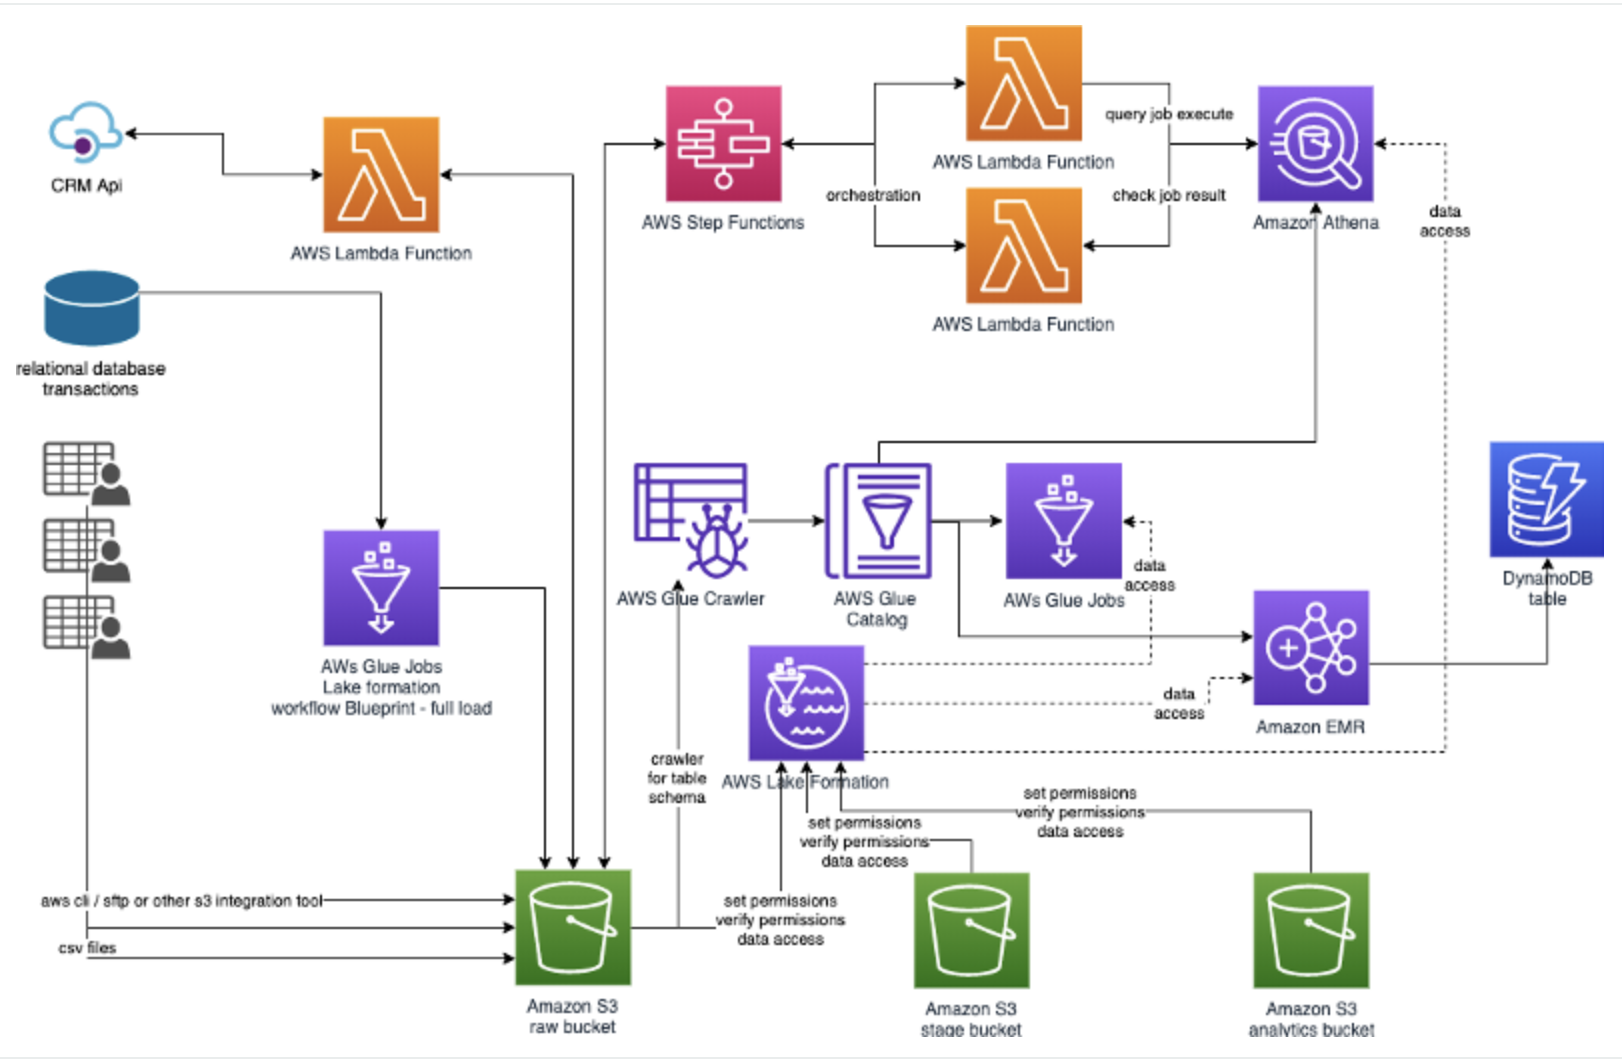 CRM Api
AWS Lambda Function
relational database
transactions
AWs Glue Jobs
Lake formation
workflow Blueprint - full load
aws cli / sftp or other s3 integration tool
csv files
Amazon S3
raw bucket
AWS Step Functions
orchestration
AWS Lambda Function
AWS Lambda Function
query job execute
check job result
Amazon Athena
data
access
AWS Glue Crawler
AWS Glue
Catalog
AWs Glue Jobs
data
access
DynamoDB
table
Amazon EMR
data
access
AWS Lake Formation
crawler
for table
schema
set permissions
verify permissions
data access
set permissions
verify permissions
data access
set permissions
verify permissions
data access
Amazon S3
stage bucket
Amazon S3
analytics bucket